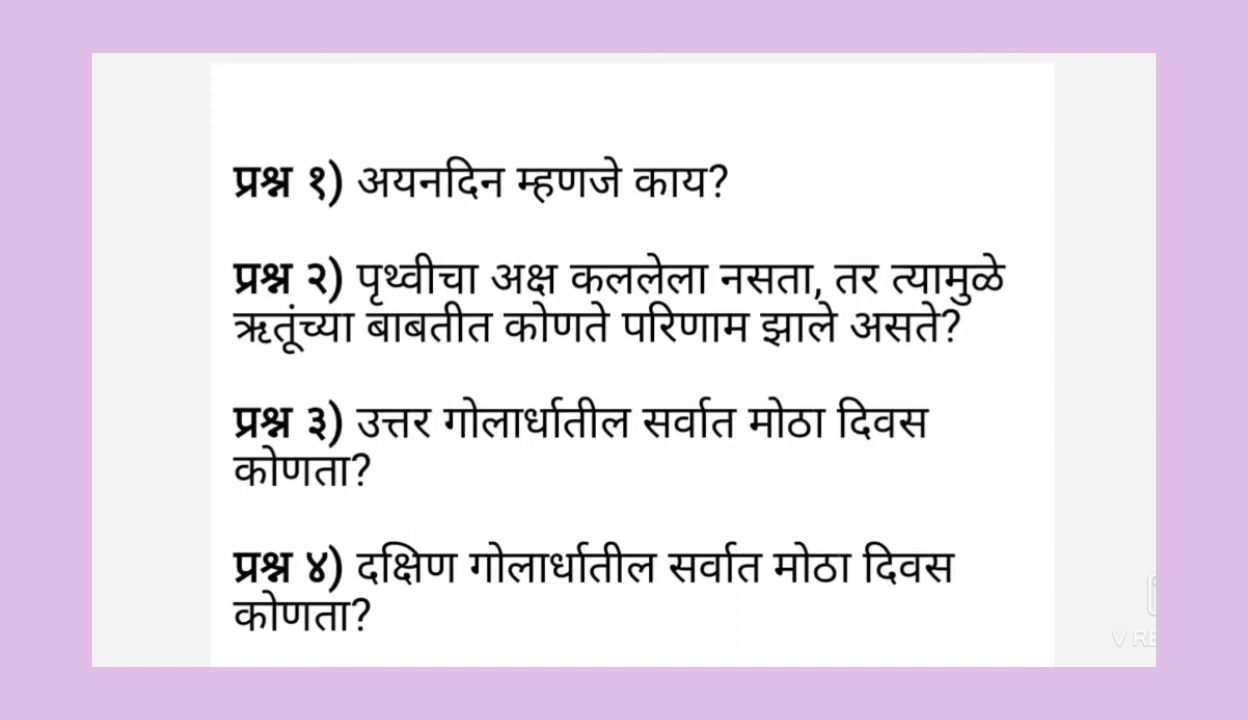 प्रश्न १) अयनदिन म्हणजे काय?
प्रश्न २) पृथ्वीचा अक्ष कललेला नसता, तर त्यामुळे
ऋतूंच्या बाबतीत कोणते परिणाम झाले असते?
प्रश्न ३) उत्तर गोलार्धातील सर्वात मोठा दिवस
कोणता?
प्रश्न ४) दक्षिण गोलार्धातील सर्वात मोठा दिवस
कोणता?